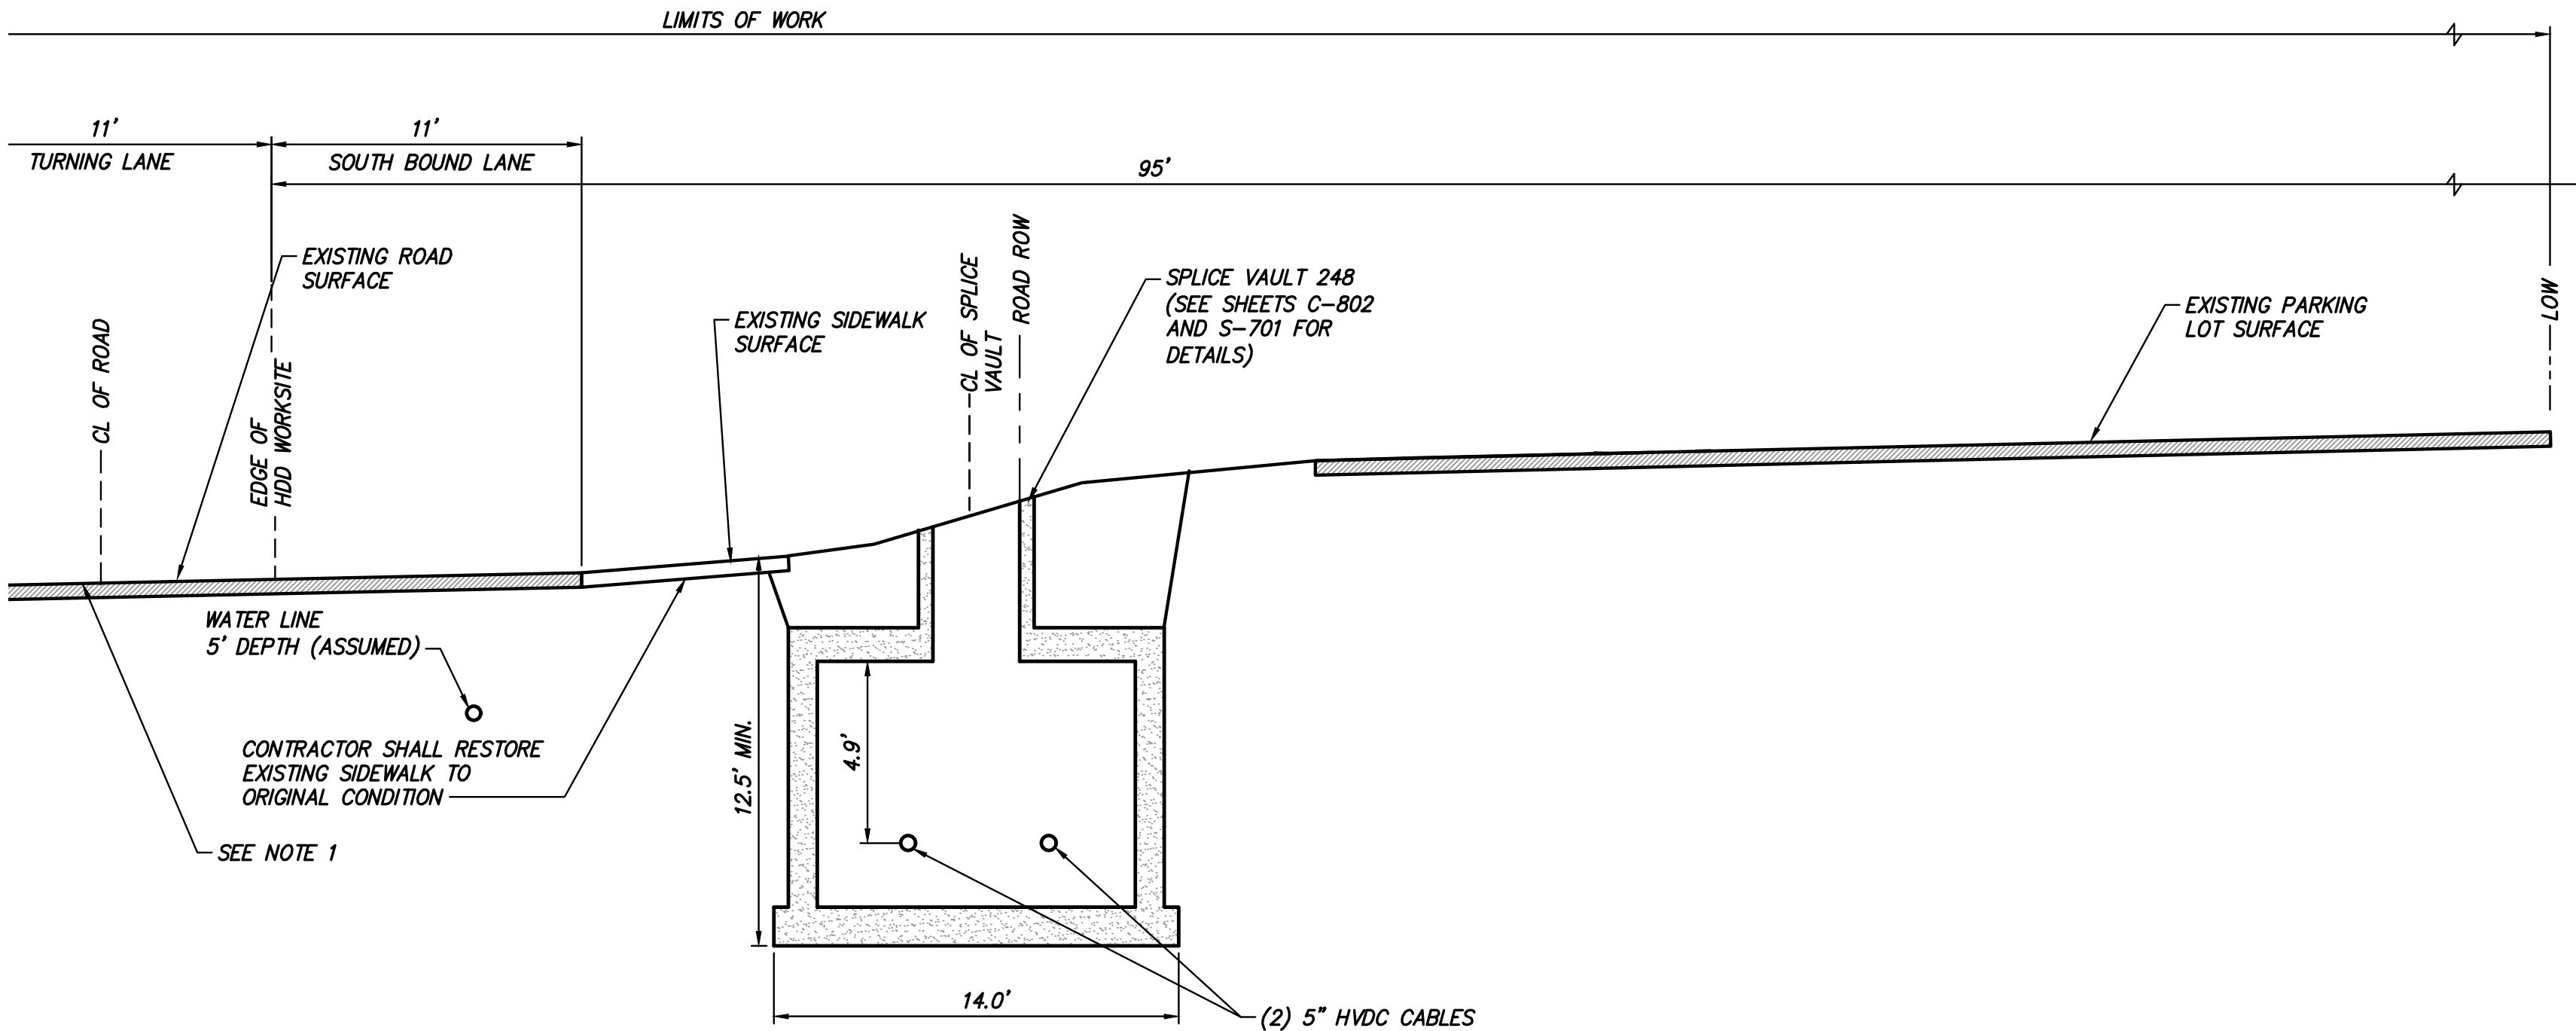 LIMITS OF WORK
11'
TURNING LANE
11'
SOUTH BOUND LANE
95'
EXISTING ROAD
SURFACE
CL OF ROAD
EDGE OF
HDD WORKSITE
EXISTING SIDEWALK
SURFACE
CL OF SPLICE
VAULT
ROAD ROW
SPLICE VAULT 248
(SEE SHEETS C-802
AND S-701 FOR
DETAILS)
EXISTING PARKING
LOT SURFACE
LOW
WATER LINE
5' DEPTH (ASSUMED)
CONTRACTOR SHALL RESTORE
EXISTING SIDEWALK TO
ORIGINAL CONDITION
SEE NOTE 1
12.5' MIN.
4.9'
14.0'
(2) 5" HVDC CABLES